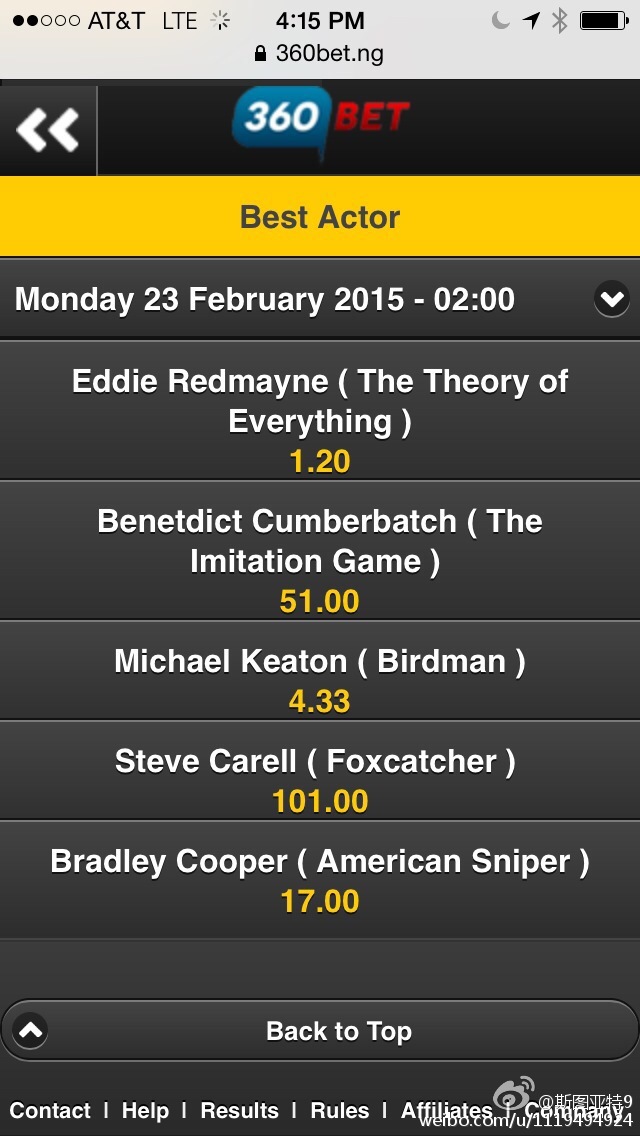 AT&T LTE 4:15 PM
360bet.ng
360 BET
Best Actor
Monday 23 February 2015 - 02:00
Eddie Redmayne ( The Theory of
Everything )
1.20
Benetdict Cumberbatch ( The
Imitation Game )
51.00
Michael Keaton ( Birdman )
4.33
Steve Carell ( Foxcatcher )
101.00
Bradley Cooper ( American Sniper )
17.00
Back to Top
@斯图亚特9
Contact I Help I Results I Rules I Affiliates I Company
weibo.com/u/1119494924